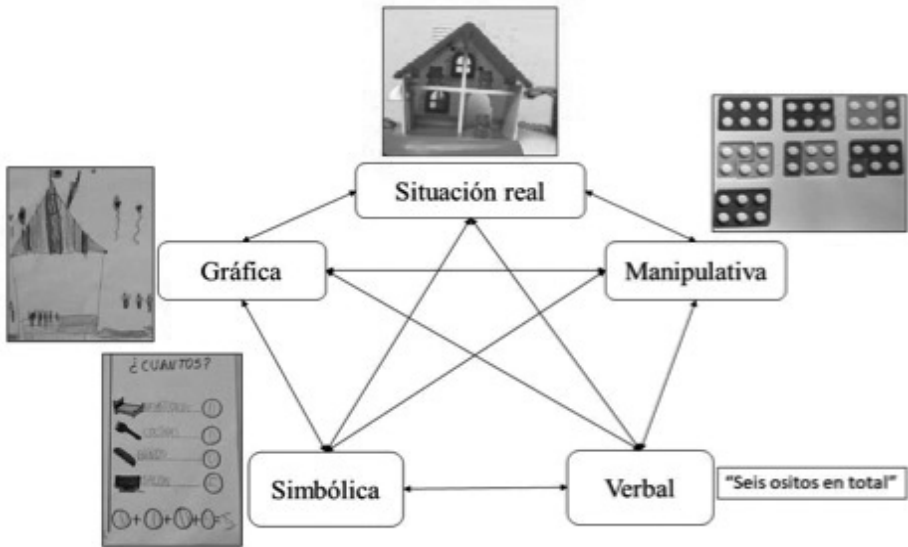 Situación real
Gráfica
Manipulativa
¿CUANTOS?
Simbólica
Verbal
“Seis ositos en total”